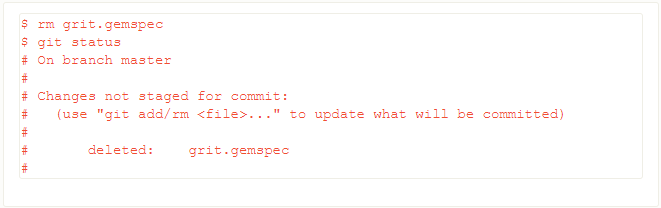 $ rm grit.gemspec
$ git status
# On branch master
#
# Changes not staged for commit:
#   (use "git add/rm <file>..." to update what will be committed)
#
#       deleted:    grit.gemspec
#